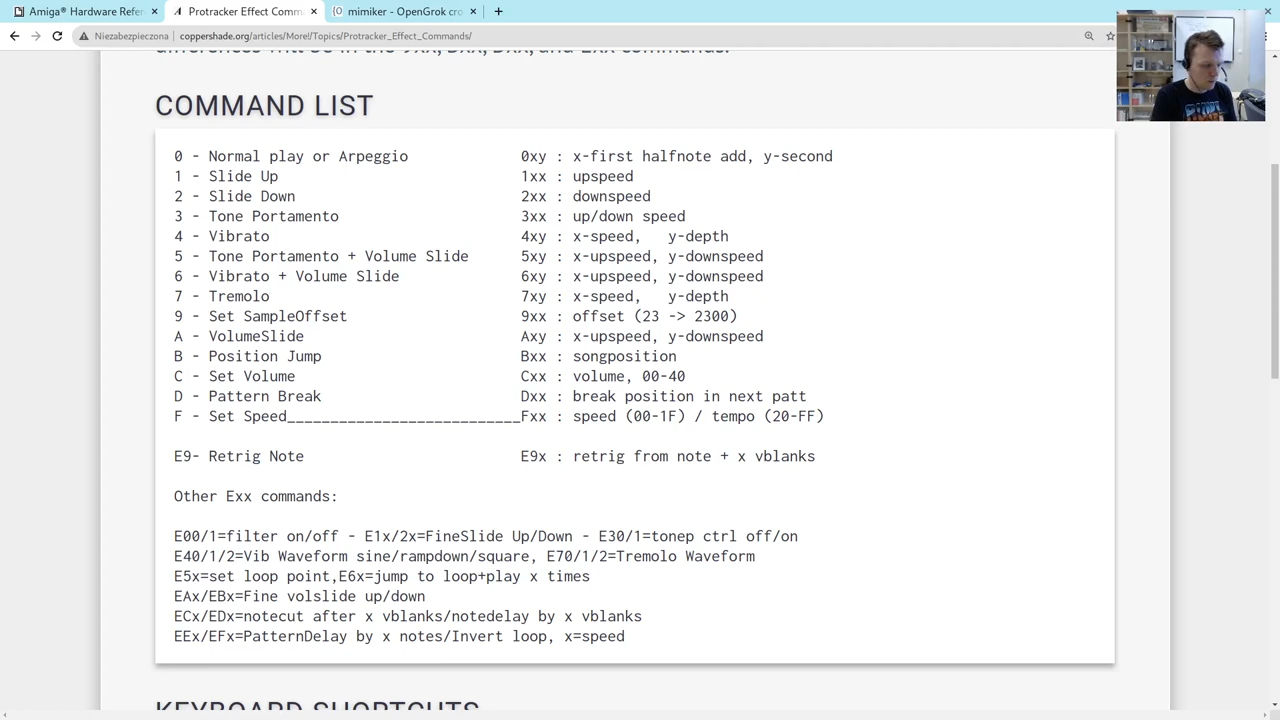 Amiga® Hardware Refere
Protracker Effect Comma
mimiker - OpenGrok cro
Niezabezpieczona
coppershade.org/articles/More!/Topics/Protracker_Effect_Commands/
COMMAND LIST
0 - Normal play or Arpeggio 0xy : x-first halfnote add, y-second
1 - Slide Up 1xx : upspeed
2 - Slide Down 2xx : downspeed
3 - Tone Portamento 3xx : up/down speed
4 - Vibrato 4xy : x-speed, y-depth
5 - Tone Portamento + Volume Slide 5xy : x-upspeed, y-downspeed
6 - Vibrato + Volume Slide 6xy : x-upspeed, y-downspeed
7 - Tremolo 7xy : x-speed, y-depth
9 - Set SampleOffset 9xx : offset (23 -> 2300)
A - VolumeSlide Axy : x-upspeed, y-downspeed
B - Position Jump Bxx : songposition
C - Set Volume Cxx : volume, 00-40
D - Pattern Break Dxx : break position in next patt
F - Set Speed___________________________Fxx : speed (00-1F) / tempo (20-FF)
E9- Retrig Note E9x : retrig from note + x vblanks
Other Exx commands:
E00/1=filter on/off - E1x/2x=FineSlide Up/Down - E30/1=tonep ctrl off/on
E40/1/2=Vib Waveform sine/rampdown/square, E70/1/2=Tremolo Waveform
E5x=set loop point,E6x=jump to loop+play x times
EAx/EBx=Fine volslide up/down
ECx/EDx=notecut after x vblanks/notedelay by x vblanks
EEx/EFx=PatternDelay by x notes/Invert loop, x=speed
KEYBOARD SHORTCUTS